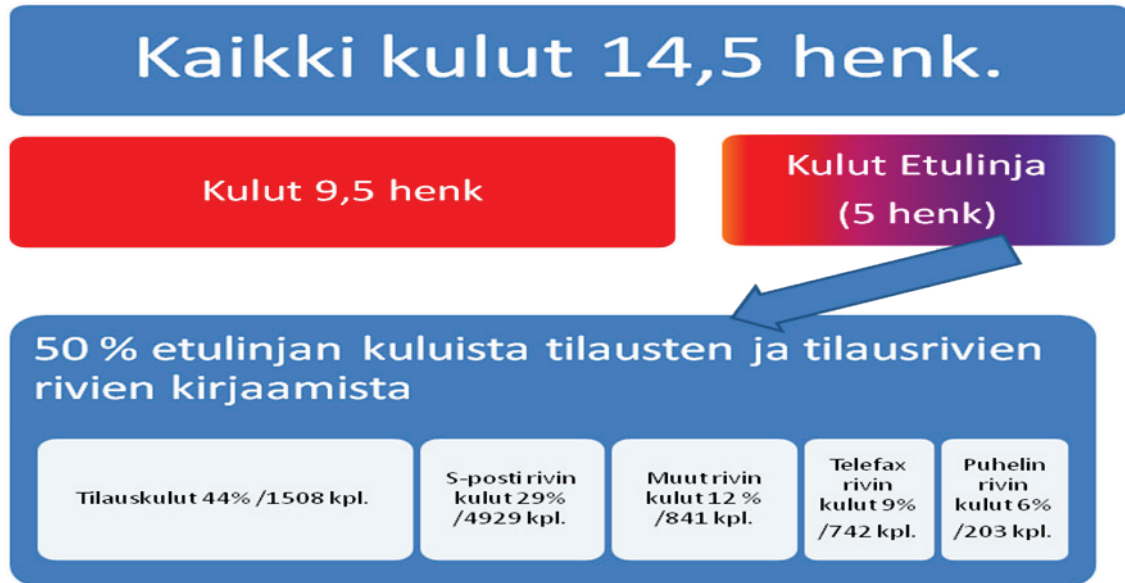 Kaikki kulut 14,5 henk.
Kulut 9,5 henk
Kulut Etulinja
(5 henk)
50 % etulinjan kuluista tilausten ja tilausrivien
rivien kirjaamista
Tilauskulut 44% /1508 kpl.
S-posti rivin
kulut 29%
/4929 kpl.
Muut rivin
kulut 12 %
/841 kpl.
Telefax
rivin
kulut 9%
/742 kpl.
Puhelin
rivin
kulut 6%
/203 kpl.